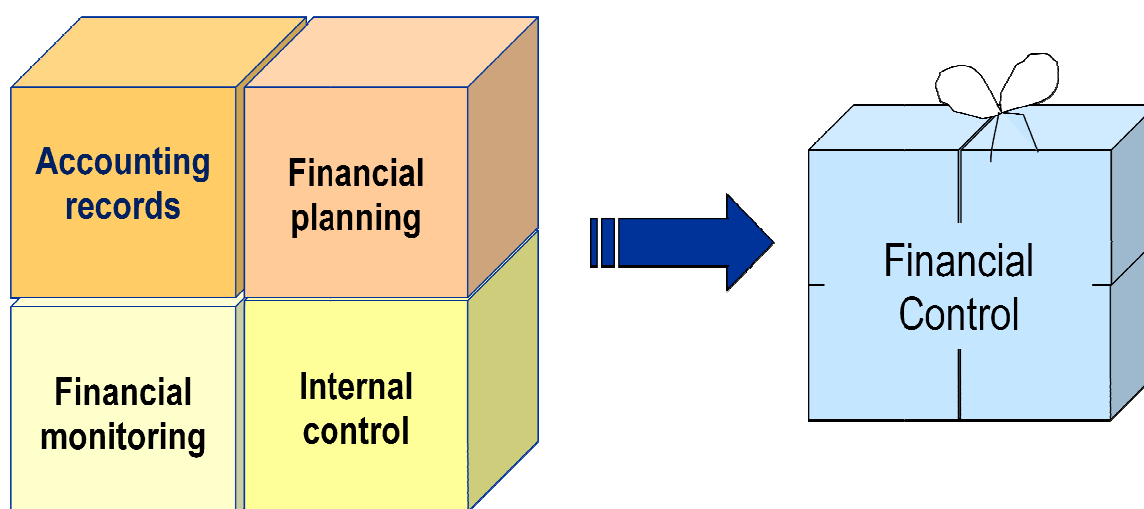 Accounting
records
Financial
planning
Financial
monitoring
Internal
control
Financial
Control